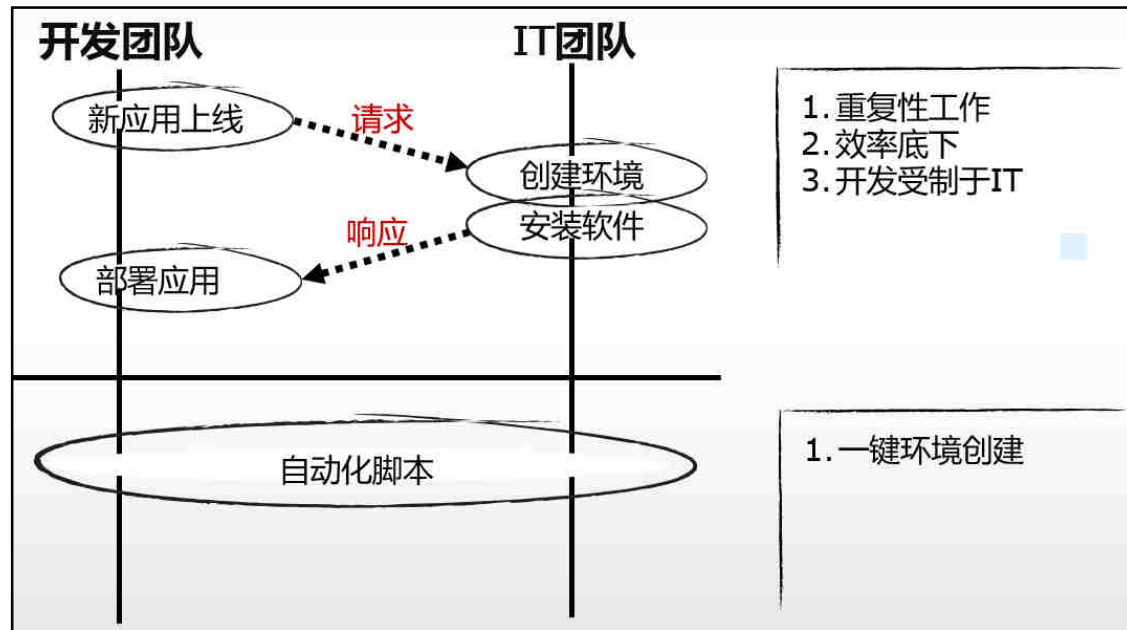 开发团队
IT团队
新应用上线
请求
创建环境
安装软件
响应
部署应用
1.重复性工作
2.效率底下
3.开发受制于IT
自动化脚本
1.一键环境创建